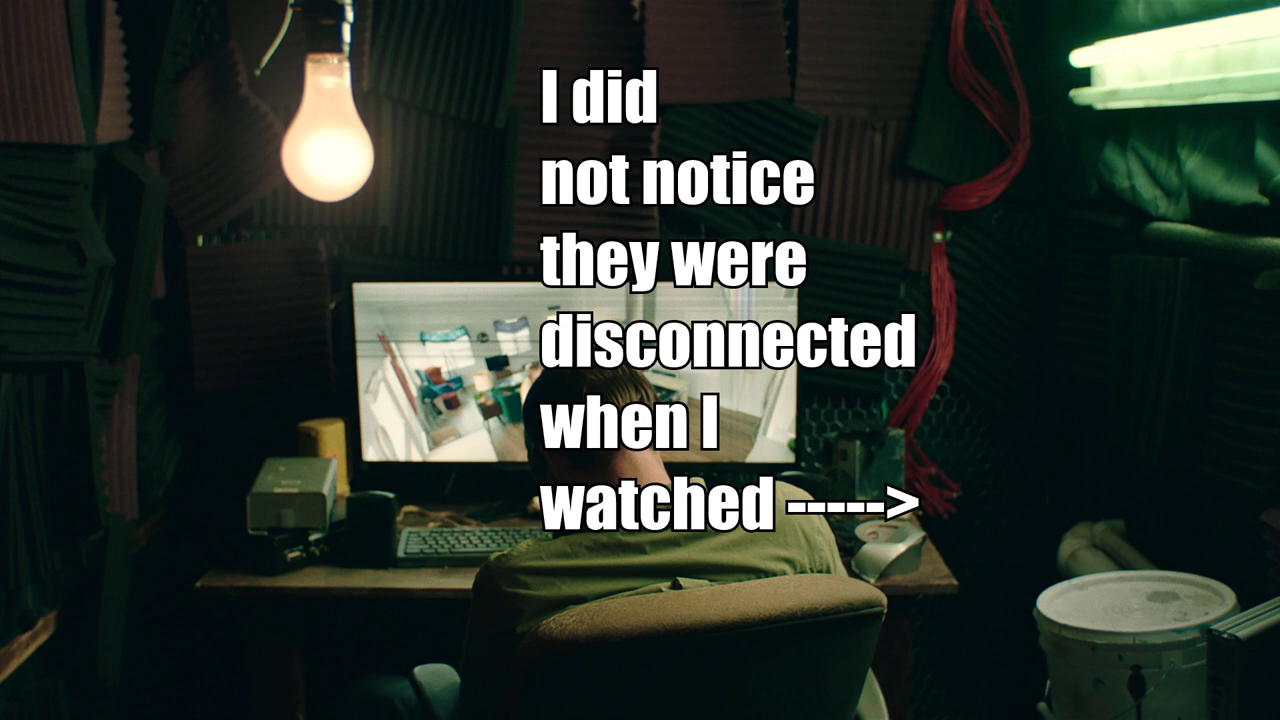 I did
not notice
they were
disconnected
when I
watched ----->